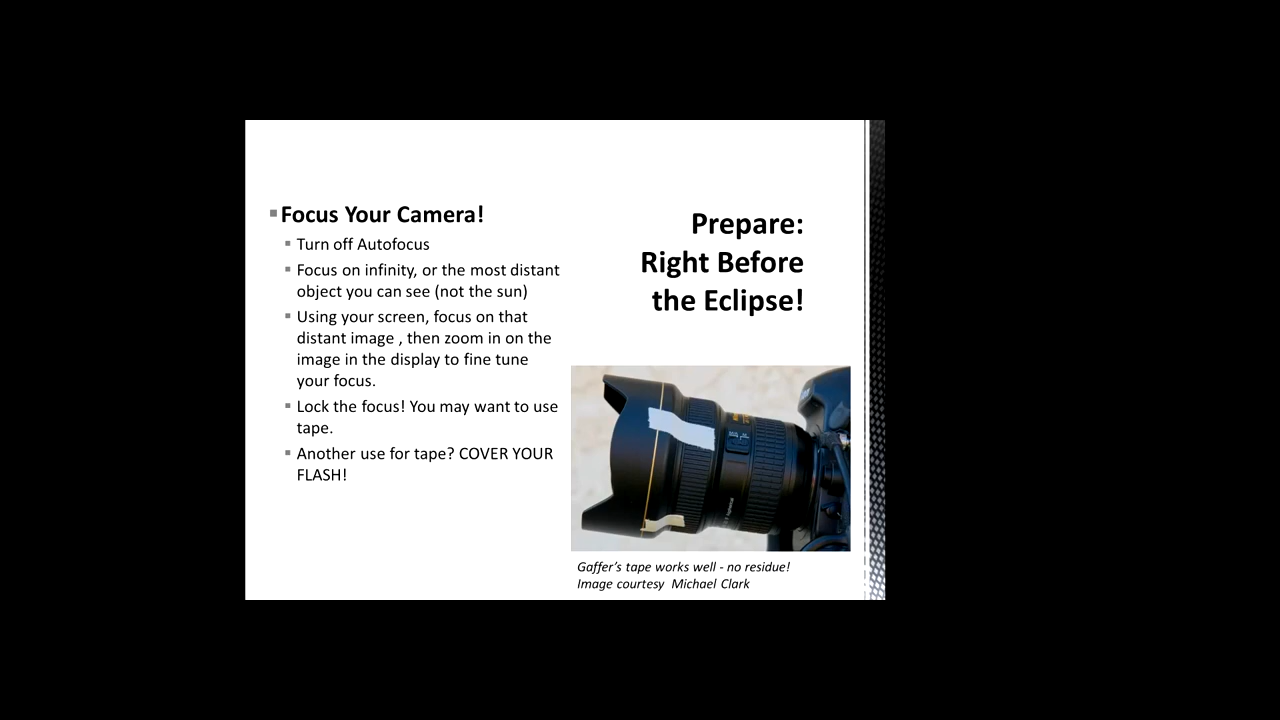 Focus Your Camera!
Turn off Autofocus
Focus on infinity, or the most distant
object you can see (not the sun)
Using your screen, focus on that
distant image , then zoom in on the
image in the display to fine tune
your focus.
Lock the focus! You may want to use
tape.
Another use for tape? COVER YOUR
FLASH!
Prepare:
Right Before
the Eclipse!
Gaffer's tape works well - no residue!
Image courtesy  Michael Clark